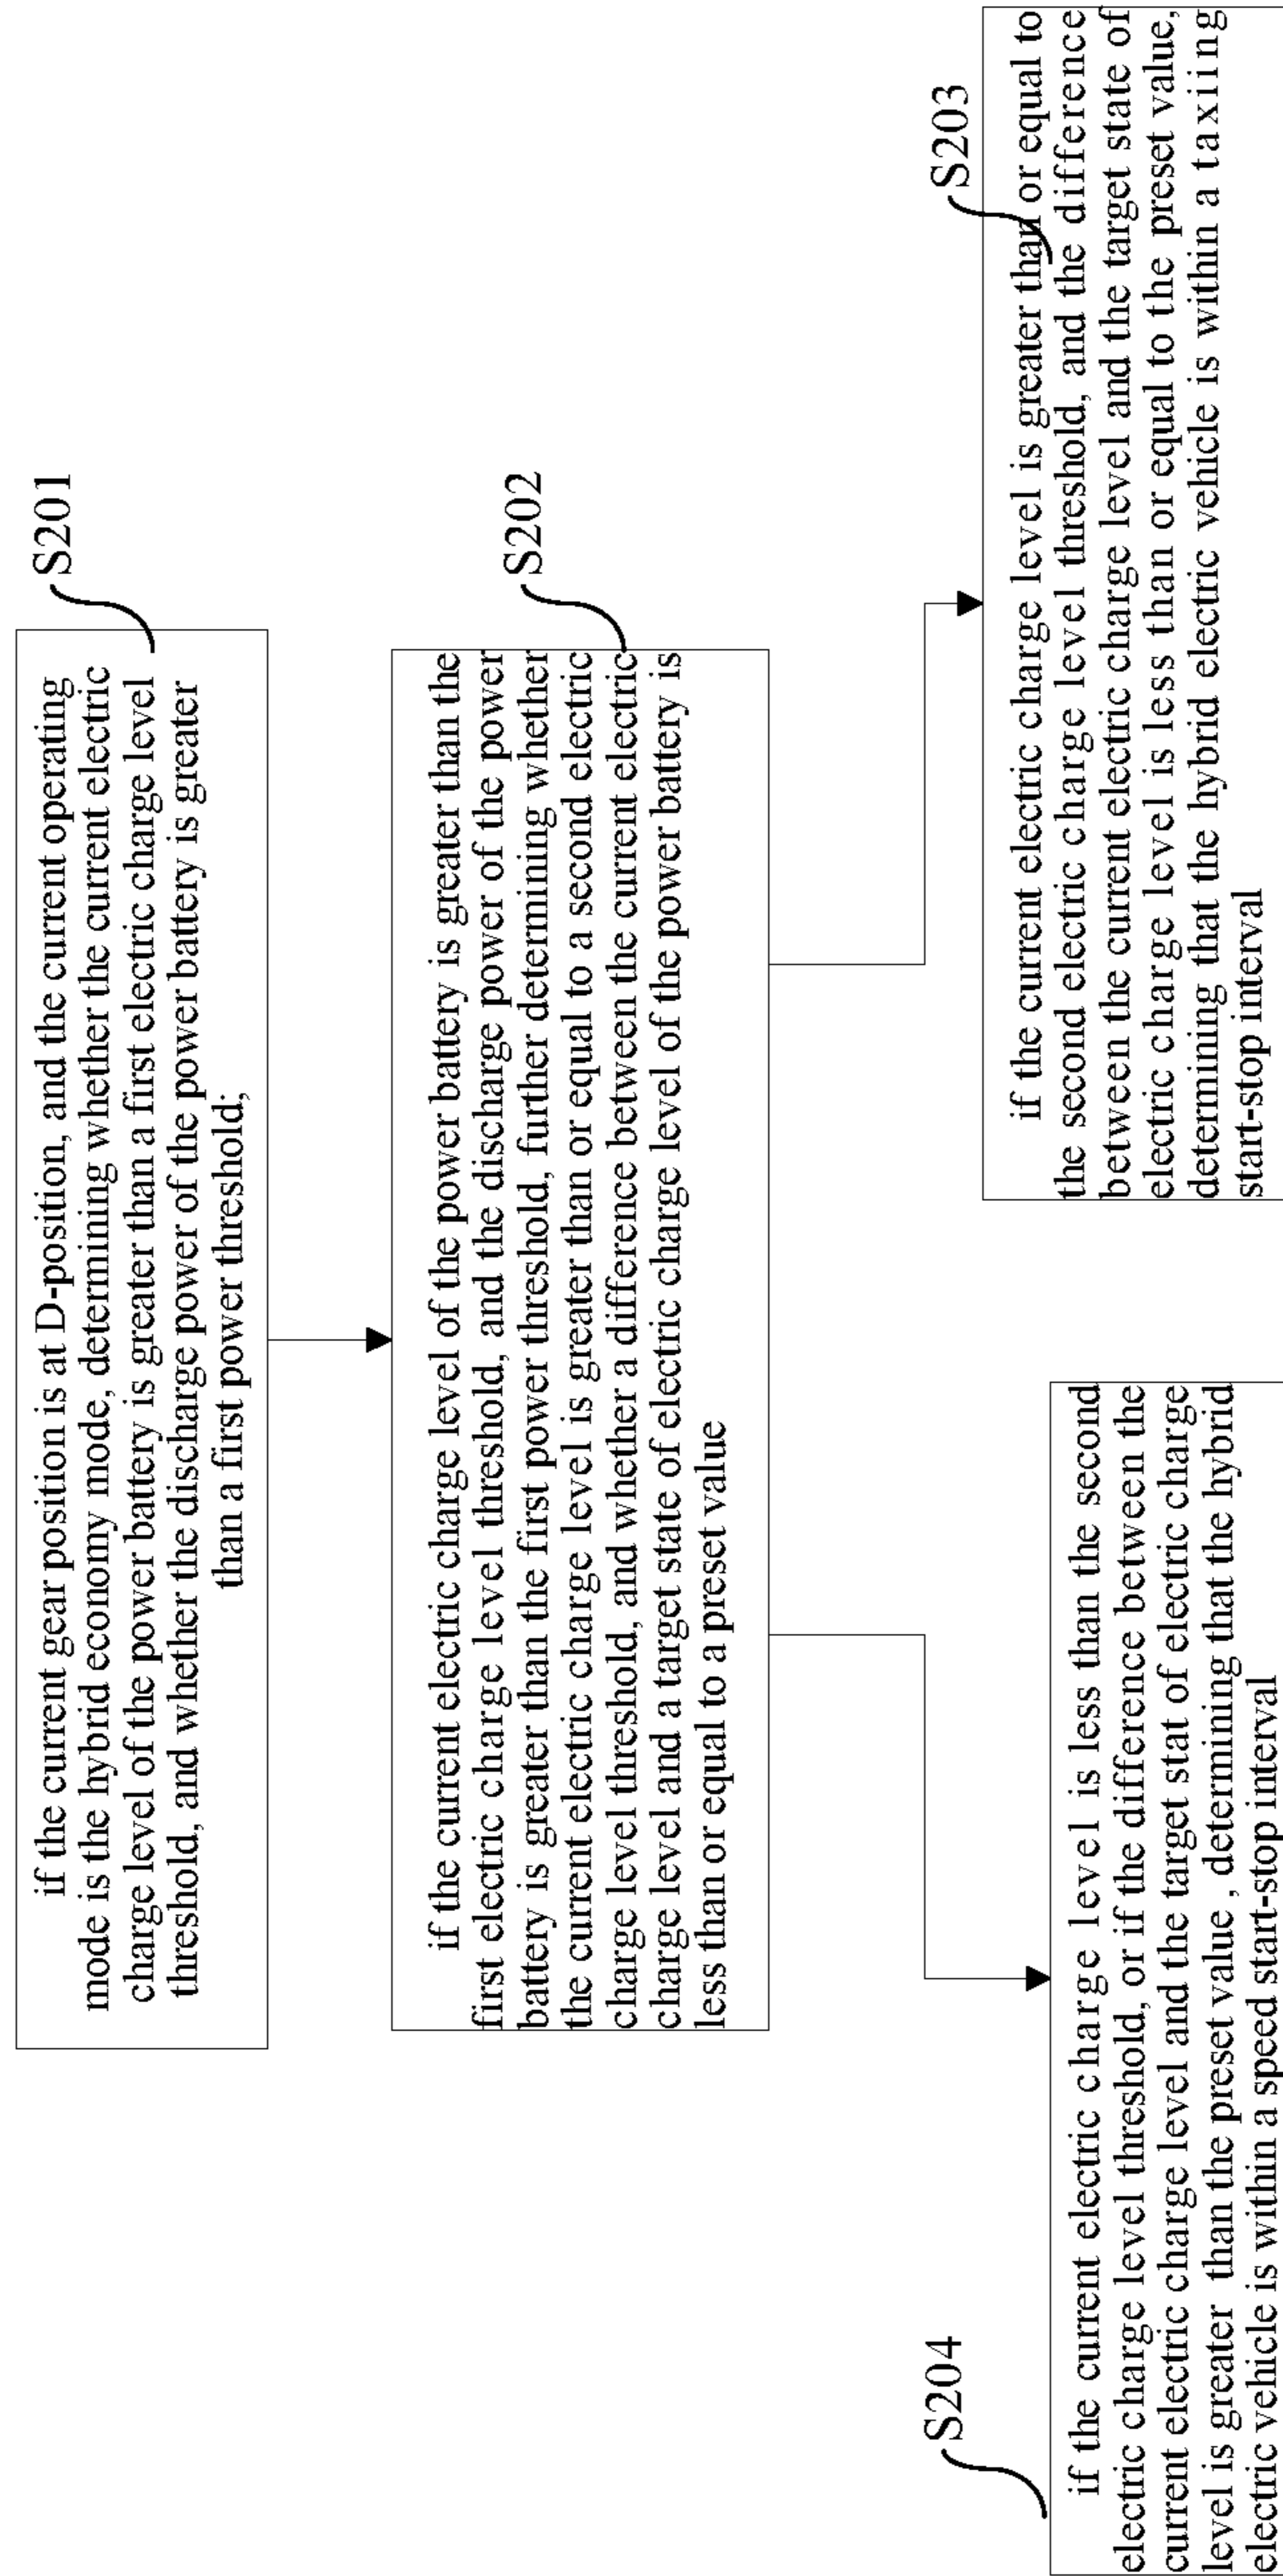 S201
if the current gear position is at D-position, and the current operating
mode is the hybrid economy mode, determining whether the current electric
charge level of the power battery is greater than a first electric charge level
threshold, and whether the discharge power of the power battery is greater
than a first power threshold;
S202
if the current electric charge level of the power battery is greater than the
first electric charge level threshold, and the discharge power of the power
battery is greater than the first power threshold, further determining whether
the current electric charge level is greater than or equal to a second electric
charge level threshold, and whether a difference between the current electric
charge level and a target state of electric charge level of the power battery is
less than or equal to a preset value
S204
if the current electric charge level is less than the second
electric charge level threshold, or if the difference between the
current electric charge level and the target stat of electric charge
level is greater than the preset value , determining that the hybrid
electric vehicle is within a speed start-stop interval
S203
if the current electric charge level is greater than or equal to
the second electric charge level threshold, and the difference
between the current electric charge level and the target state of
electric charge level is less than or equal to the preset value,
determining that the hybrid electric vehicle is within a taxiing
start-stop interval